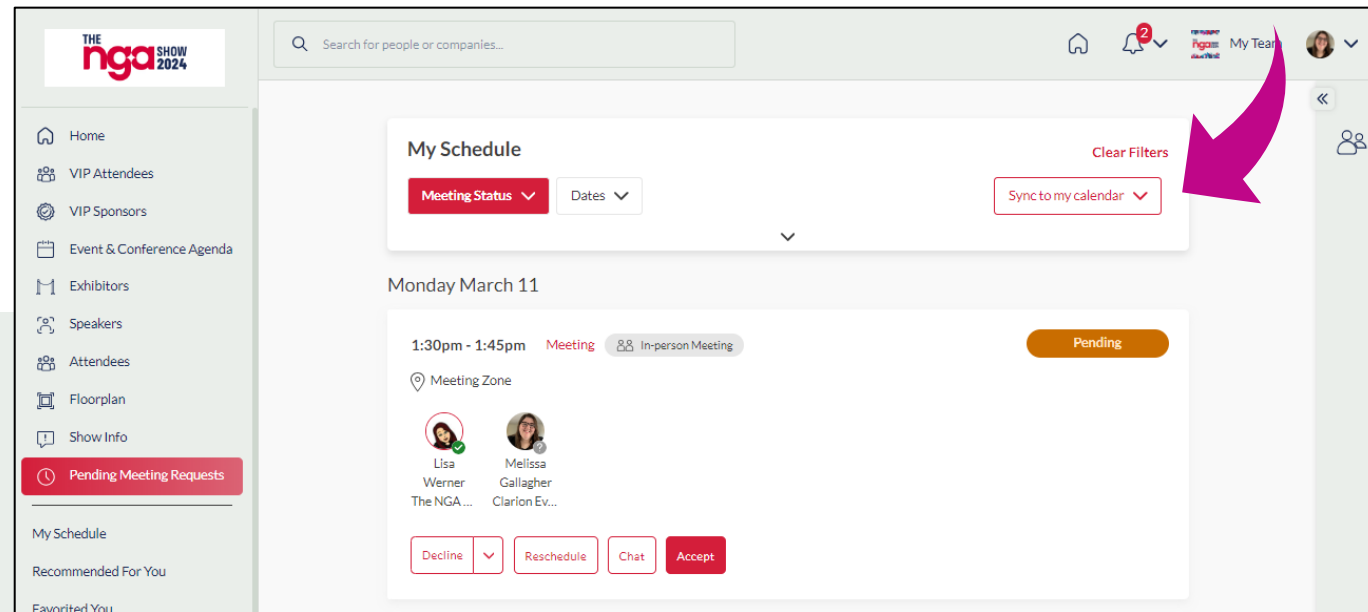 THE
nga SHOW
2024
Search for people or companies...
2
My Team
Home
VIP Attendees
VIP Sponsors
Event & Conference Agenda
Exhibitors
Speakers
Attendees
Floorplan
Show Info
Pending Meeting Requests
My Schedule
Recommended For You
Favorited You
My Schedule
Clear Filters
Meeting Status
Dates
Sync to my calendar
Monday March 11
1:30pm - 1:45pm Meeting In-person Meeting
Pending
Meeting Zone
Lisa
Werner
The NGA ...
Melissa
Gallagher
Clarion Ev...
Decline
Reschedule
Chat
Accept